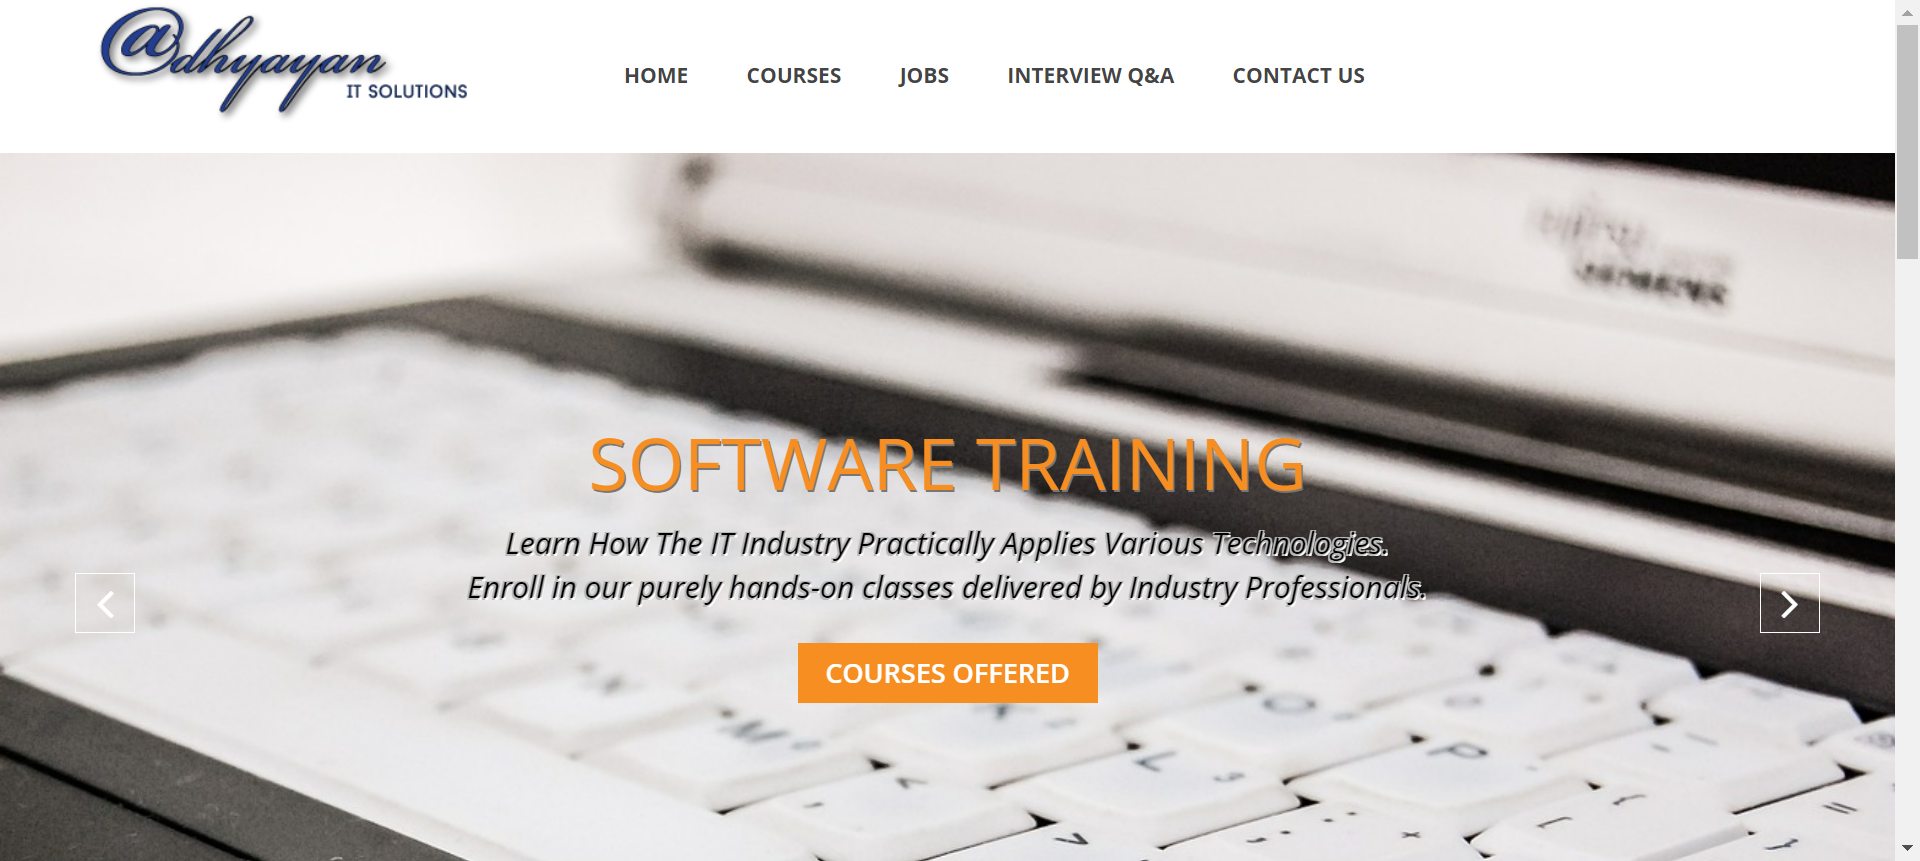 @dhyayan
IT SOLUTIONS
HOME
COURSES
JOBS
INTERVIEW Q&A
CONTACT US
SOFTWARE TRAINING
Learn How The IT Industry Practically Applies Various Technologies.
Enroll in our purely hands-on classes delivered by Industry Professionals.
COURSES OFFERED